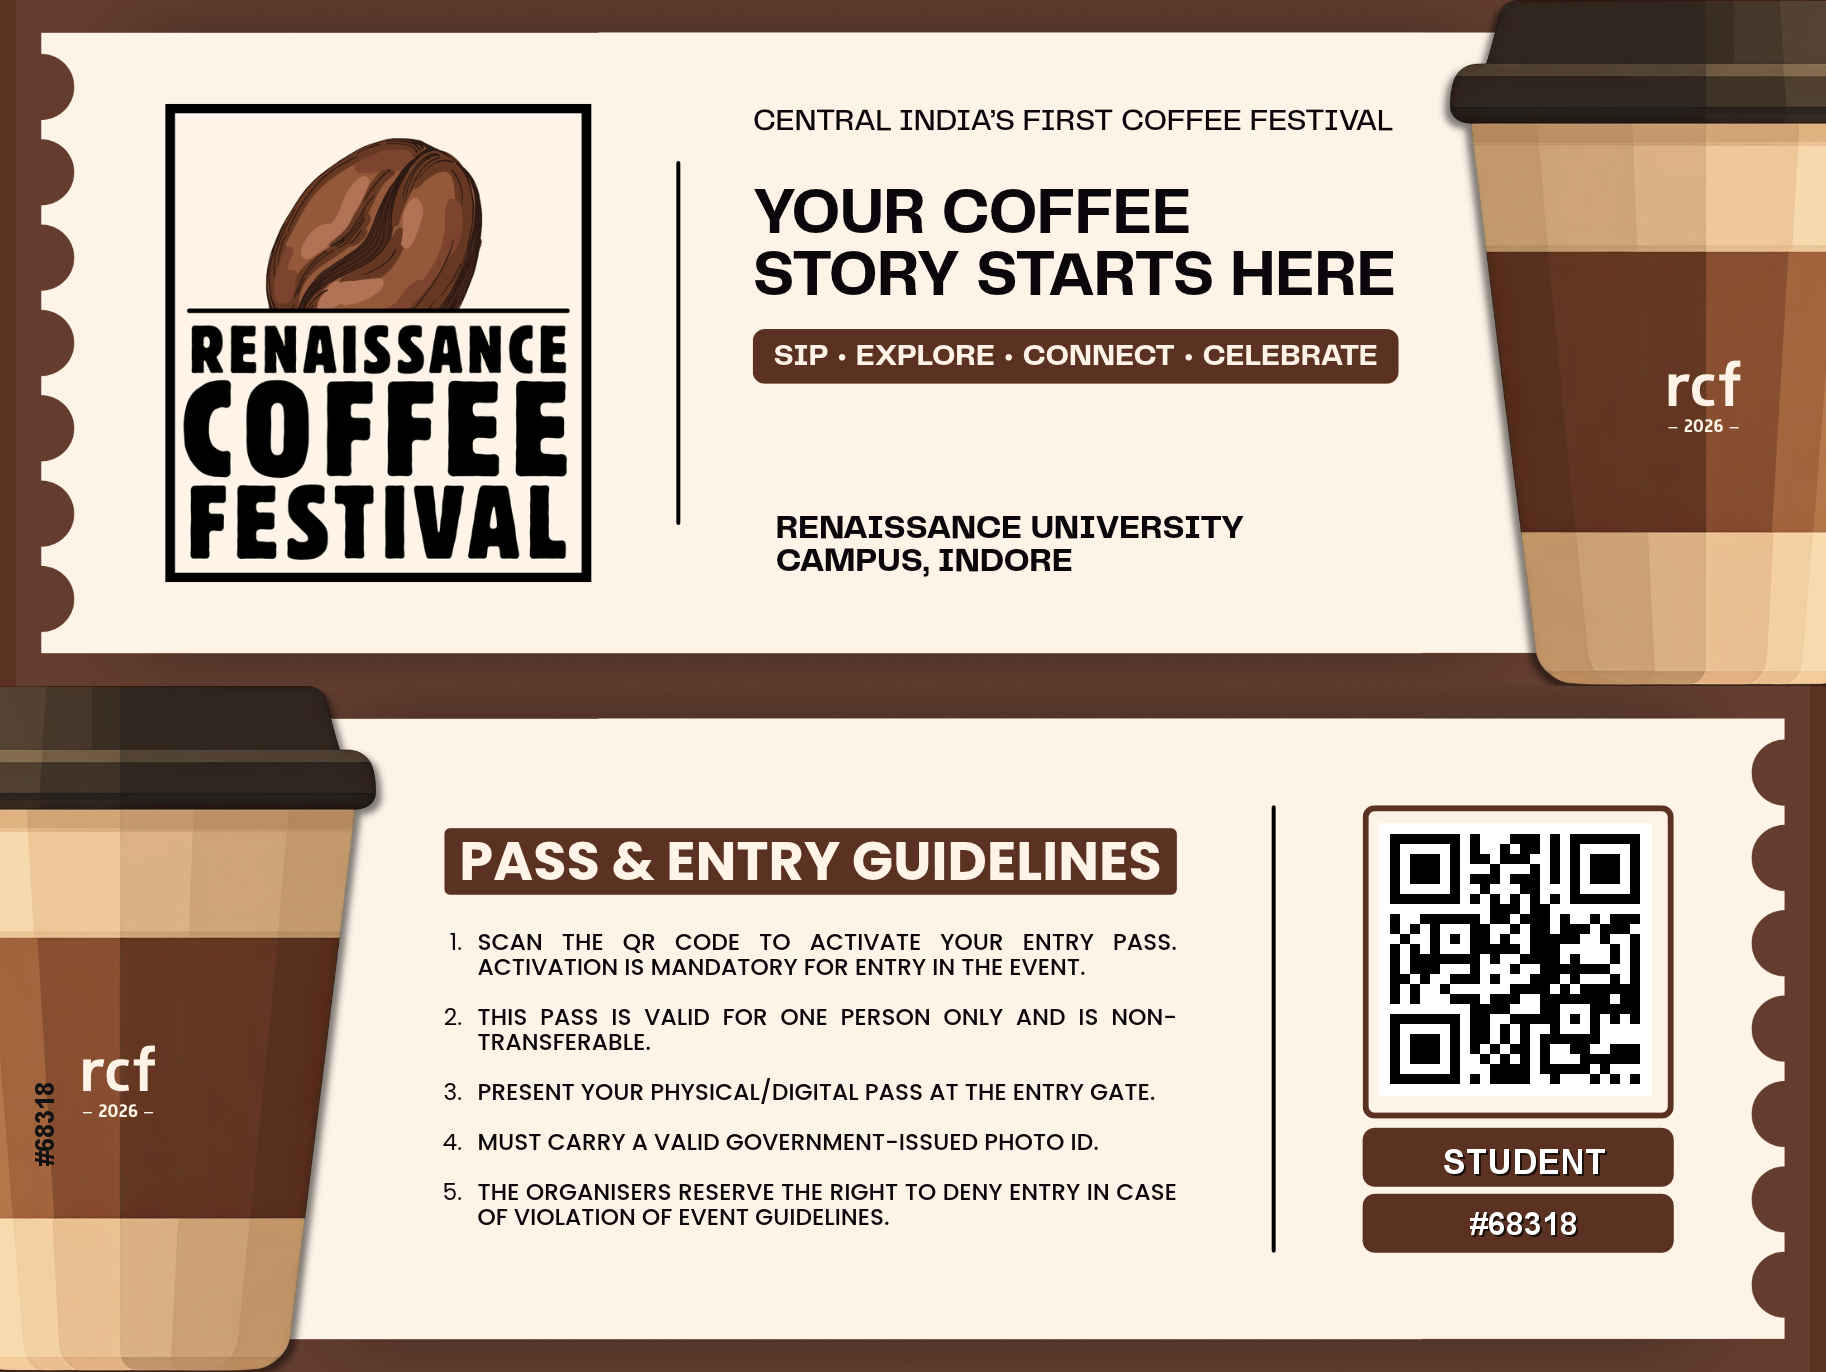 RENAISSANCE
COFFEE
FESTIVAL
CENTRAL INDIA’S FIRST COFFEE FESTIVAL
YOUR COFFEE
STORY STARTS HERE
SIP • EXPLORE • CONNECT • CELEBRATE
RENAISSANCE UNIVERSITY
CAMPUS, INDORE
rcf
– 2026 –
#68318
rcf
– 2026 –
PASS & ENTRY GUIDELINES
1. SCAN THE QR CODE TO ACTIVATE YOUR ENTRY PASS.
ACTIVATION IS MANDATORY FOR ENTRY IN THE EVENT.
2. THIS PASS IS VALID FOR ONE PERSON ONLY AND IS NON-
TRANSFERABLE.
3. PRESENT YOUR PHYSICAL/DIGITAL PASS AT THE ENTRY GATE.
4. MUST CARRY A VALID GOVERNMENT-ISSUED PHOTO ID.
5. THE ORGANISERS RESERVE THE RIGHT TO DENY ENTRY IN CASE
OF VIOLATION OF EVENT GUIDELINES.
STUDENT
#68318